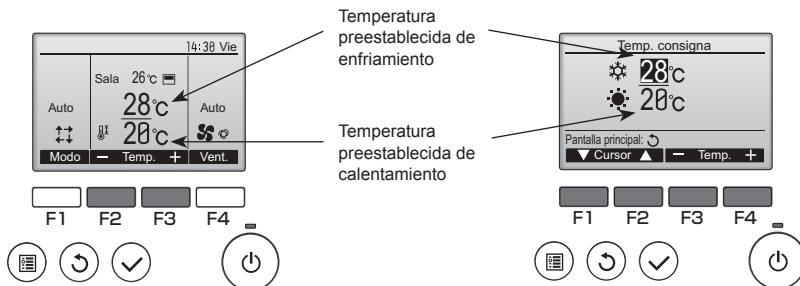 Temperatura
preestablecida de
enfriamiento
Temperatura
preestablecida de
calentamiento
14:30 Vie
Sala 26°C
Auto 28°C Auto
20°C
Modo − Temp. + Vent.
F1 F2 F3 F4
Temp. consigna
28°C
20°C
Pantalla principal:
Cursor − Temp. +
F1 F2 F3 F4